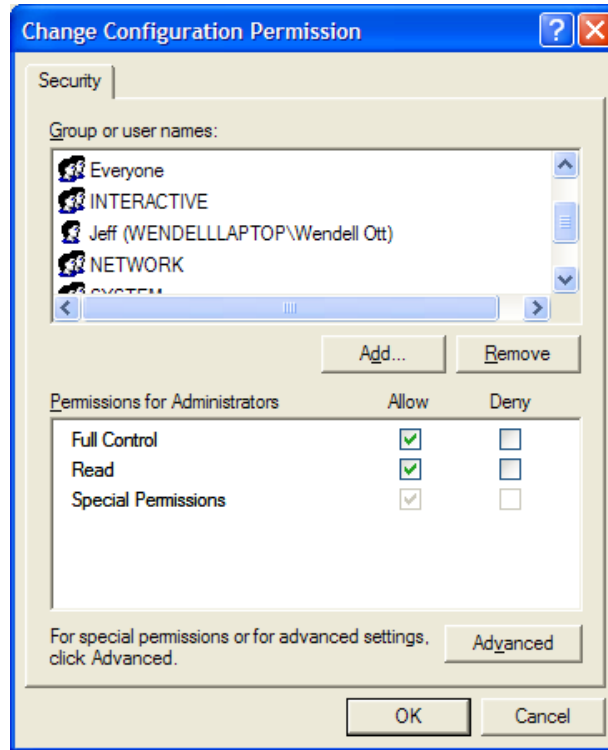 Change Configuration Permission
Security
Group or user names:
Everyone
INTERACTIVE
Jeff (WENDELLLAPTOP\Wendell Ott)
NETWORK
SYSTEM
Add... Remove
Permissions for Administrators Allow Deny
Full Control
Read
Special Permissions
For special permissions or for advanced settings, Advanced
click Advanced.
OK Cancel